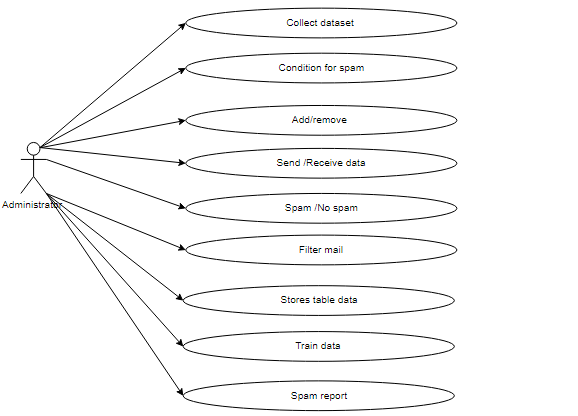 Collect dataset
Condition for spam
Add/remove
Send /Receive data
Spam /No spam
Administrator
Filter mail
Stores table data
Train data
Spam report